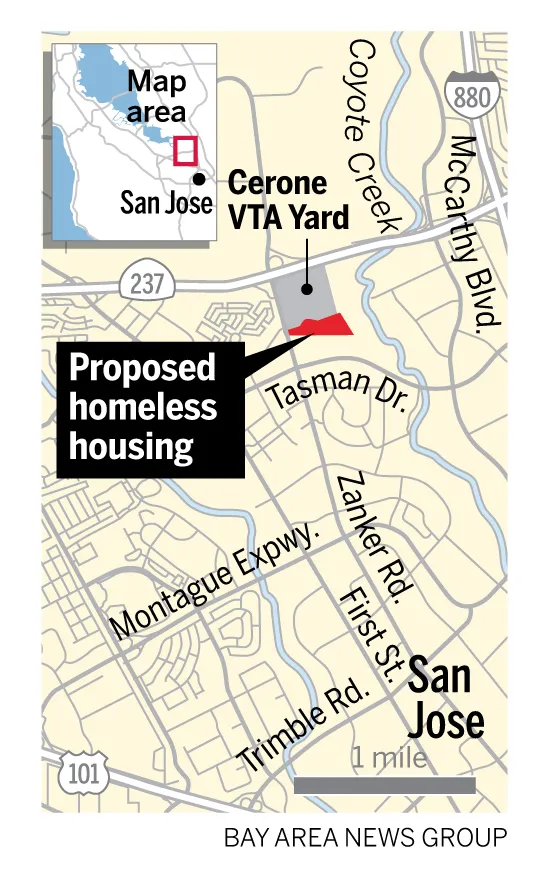 Map
area
San Jose
Coyote Creek
880
McCarthy Blvd.
Cerone
VTA Yard
237
Proposed
homeless
housing
Tasman Dr.
Zanker Rd.
Montague Expwy.
First St.
San
Jose
Trimble Rd.
1 mile
101
BAY AREA NEWS GROUP